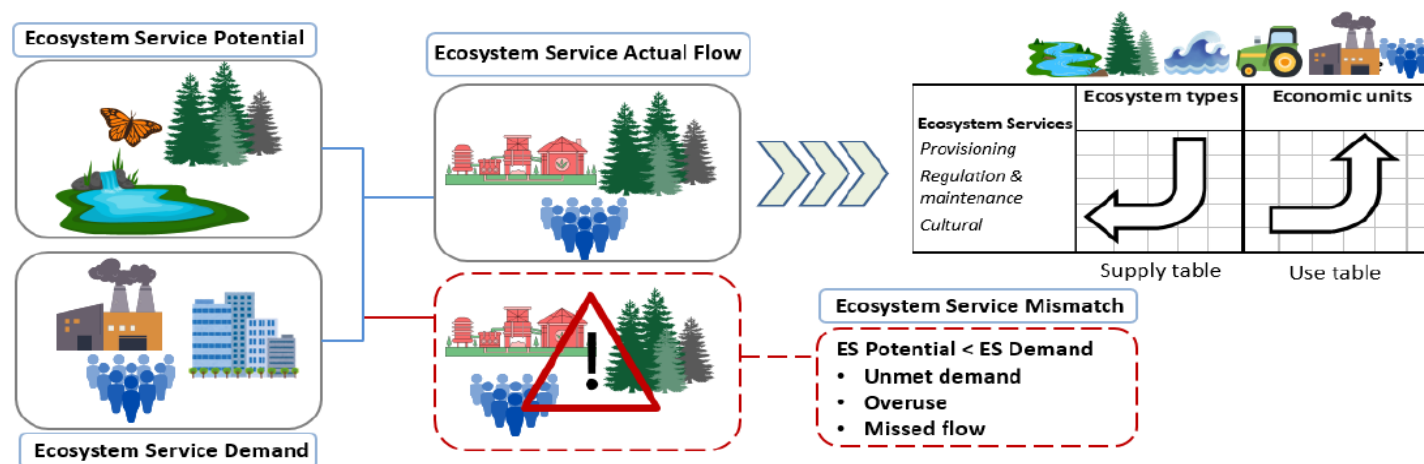 Ecosystem Service Potential
Ecosystem Service Demand
Ecosystem Service Actual Flow
Ecosystem types
Economic units
Ecosystem Services
Provisioning
Regulation &
maintenance
Cultural
Supply table
Use table
!
Ecosystem Service Mismatch
ES Potential < ES Demand
• Unmet demand
• Overuse
• Missed flow